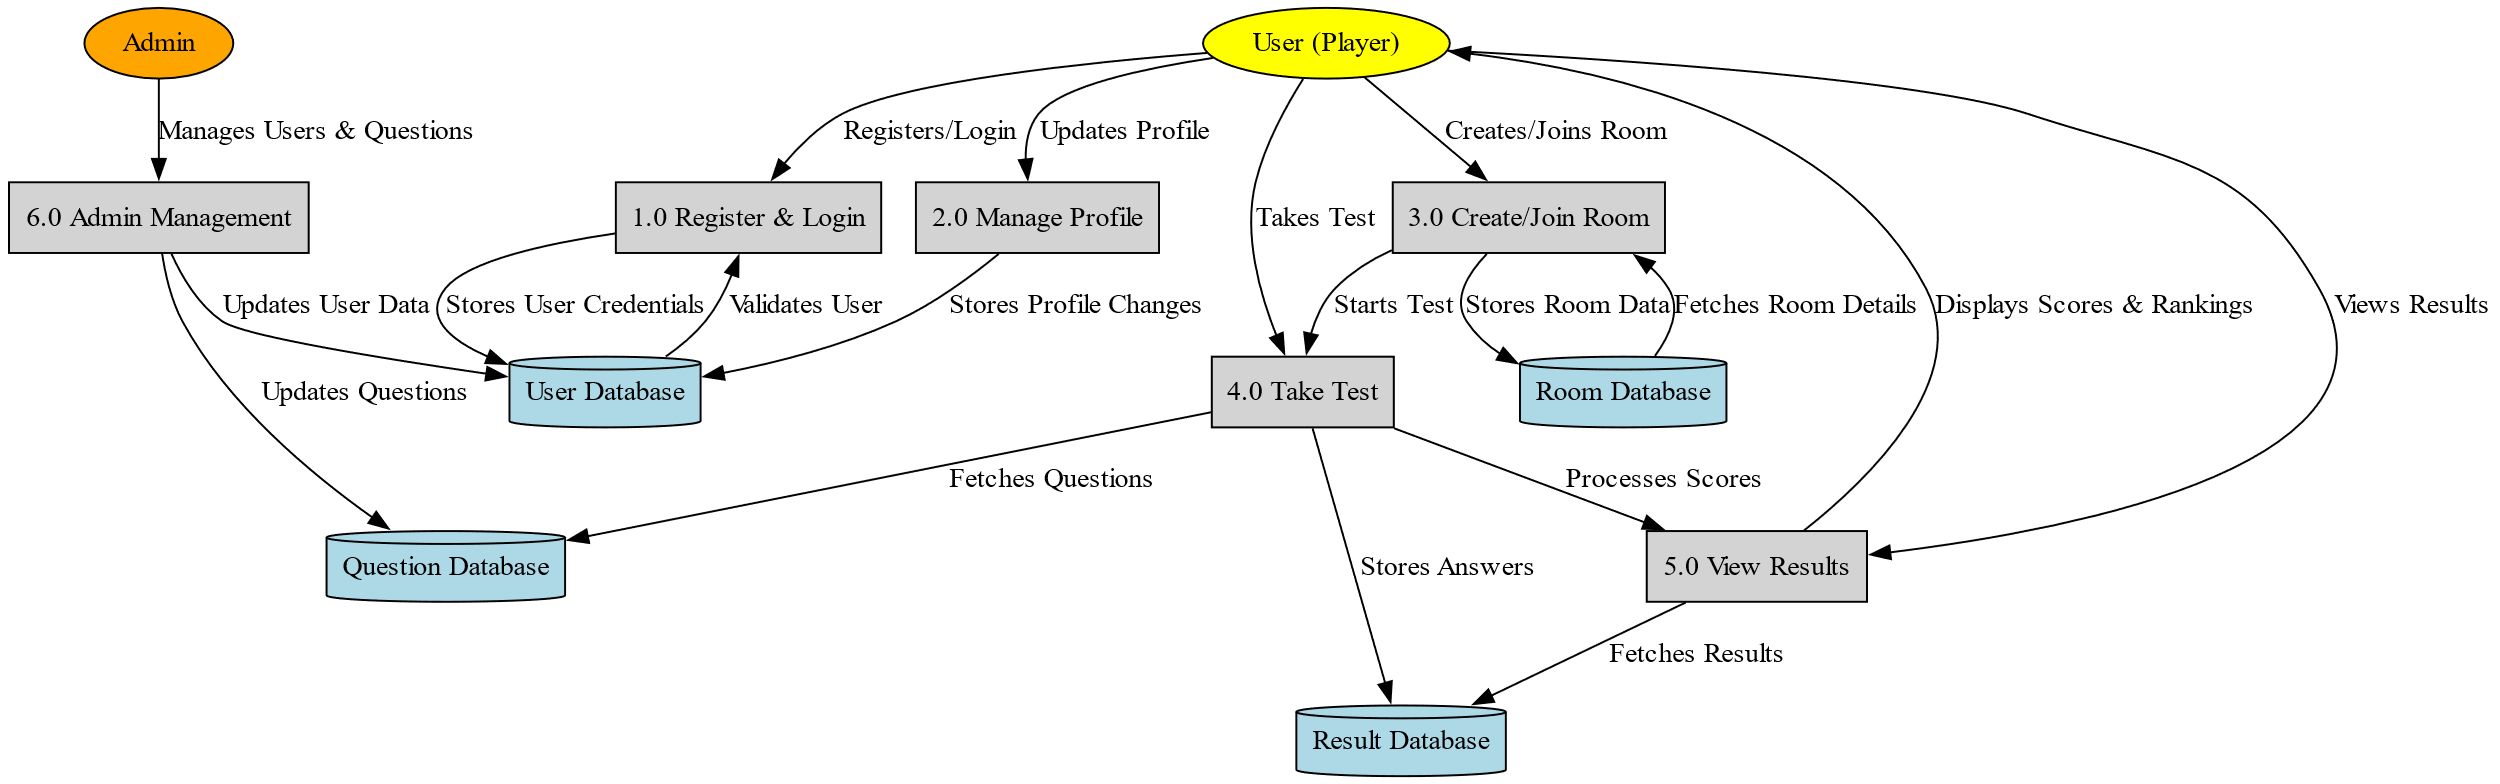 Admin
User (Player)
Manages Users & Questions
Registers/Login
Updates Profile
Creates/Joins Room
6.0 Admin Management
1.0 Register & Login
2.0 Manage Profile
Takes Test
3.0 Create/Join Room
Updates User Data
Stores User Credentials
Validates User
Stores Profile Changes
Starts Test
Stores Room Data
Fetches Room Details
Displays Scores & Rankings
Views Results
Updates Questions
User Database
4.0 Take Test
Room Database
Fetches Questions
Processes Scores
Question Database
Stores Answers
5.0 View Results
Fetches Results
Result Database